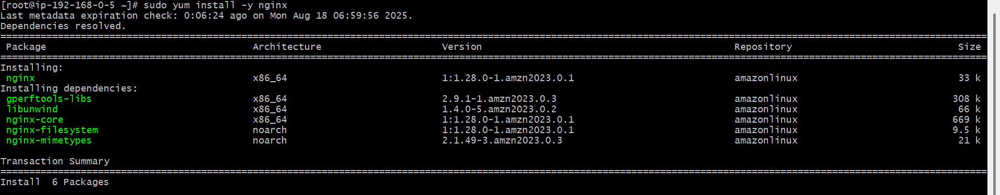 [root@ip-192-168-0-5 ~]# sudo yum install -y nginx
Last metadata expiration check: 0:06:24 ago on Mon Aug 18 06:59:56 2025.
Dependencies resolved.
================================================================================
Package Architecture Version Repository Size
================================================================================
Installing:
nginx x86_64 1:1.28.0-1.amzn2023.0.1 amazonlinux 33 k
Installing dependencies:
gperftools-libs x86_64 2.9.1-1.amzn2023.0.3 amazonlinux 308 k
libunwind x86_64 1.4.0-5.amzn2023.0.2 amazonlinux 66 k
nginx-core x86_64 1:1.28.0-1.amzn2023.0.1 amazonlinux 669 k
nginx-filesystem noarch 1:1.28.0-1.amzn2023.0.1 amazonlinux 9.5 k
nginx-mimetypes noarch 2.1.49-3.amzn2023.0.3 amazonlinux 21 k
Transaction Summary
================================================================================
Install 6 Packages